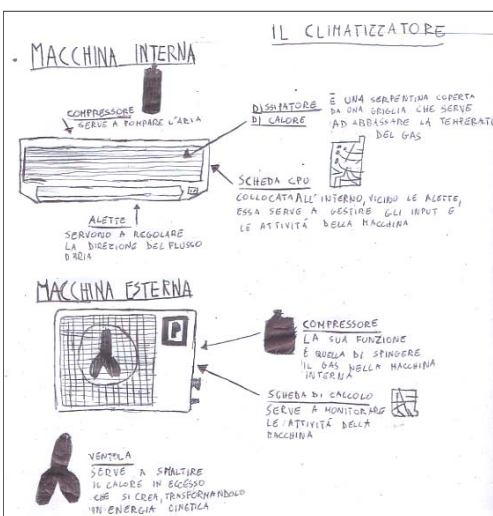 IL CLIMATIZZATORE
MACCHINA INTERNA
COMPRESSORE
SERVE A POMPARE L'ARIA
DISSIPATORE
DI CALORE
È UNA SERPENTINA COPERTA
DA UNA GRIGLIA CHE SERVE
AD ABBASSARE LA TEMPERAT
DEL GAS
SCHEDA CPU
COLLOCATA ALL'INTERNO, VICINO LE ALETTE,
ESSA SERVE A GESTIRE GLI INPUT E
LE ATTIVITÀ DELLA MACCHINA
ALETTE
SERVONO A REGOLARE
LA DIREZIONE DEL FLUSSO
D'ARIA
MACCHINA ESTERNA
P
COMPRESSORE
LA SUA FUNZIONE
È QUELLA DI SPINGERE
IL GAS NELLA MACCHINA
INTERNA
SCHEDA DI CALCOLO
SERVE A MONITORARE
LE ATTIVITÀ DELLA
MACCHINA
VENTOLA
SERVE A SMALTIRE
IL CALORE IN ECCESSO
CHE SI CREA, TRASFORMANDOLO
IN ENERGIA CINETICA